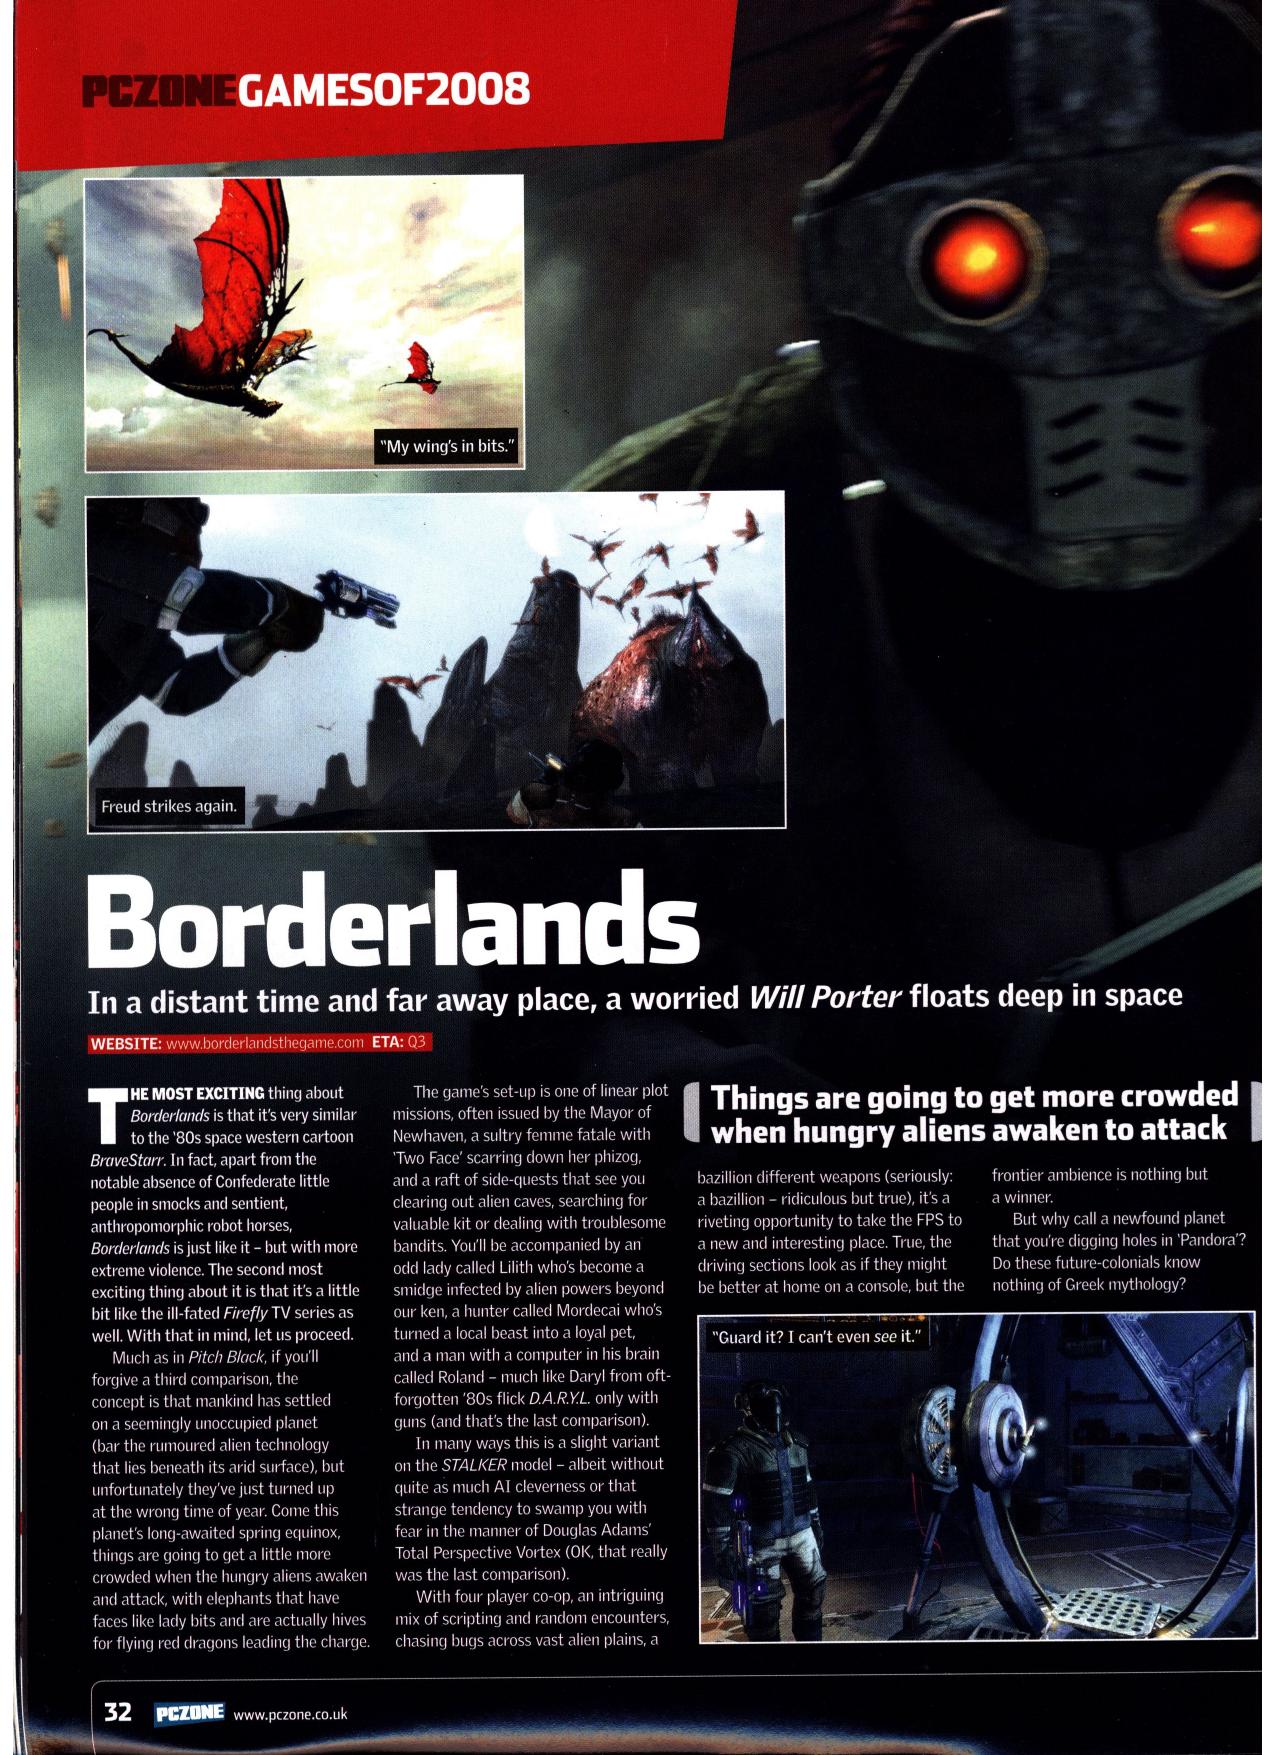 PCZONEGAMESOF2008
"My wing's in bits."
Freud strikes again.
Borderlands
In a distant time and far away place, a worried Will Porter floats deep in space
WEBSITE: www.borderlandsthegame.com ETA: Q3
THE MOST EXCITING thing about
Borderlands is that it's very similar
to the '80s space western cartoon
BraveStarr. In fact, apart from the
notable absence of Confederate little
people in smocks and sentient,
anthropomorphic robot horses,
Borderlands is just like it – but with more
extreme violence. The second most
exciting thing about it is that it's a little
bit like the ill-fated Firefly TV series as
well. With that in mind, let us proceed.
Much as in Pitch Black, if you'll
forgive a third comparison, the
concept is that mankind has settled
on a seemingly unoccupied planet
(bar the rumoured alien technology
that lies beneath its arid surface), but
unfortunately they've just turned up
at the wrong time of year. Come this
planet's long-awaited spring equinox,
things are going to get a little more
crowded when the hungry aliens awaken
and attack, with elephants that have
faces like lady bits and are actually hives
for flying red dragons leading the charge.
The game's set-up is one of linear plot
missions, often issued by the Mayor of
Newhaven, a sultry femme fatale with
'Two Face' scarring down her phizog,
and a raft of side-quests that see you
clearing out alien caves, searching for
valuable kit or dealing with troublesome
bandits. You'll be accompanied by an
odd lady called Lilith who's become a
smidge infected by alien powers beyond
our ken, a hunter called Mordecai who's
turned a local beast into a loyal pet,
and a man with a computer in his brain
called Roland – much like Daryl from oft-
forgotten '80s flick D.A.R.Y.L. only with
guns (and that's the last comparison).
In many ways this is a slight variant
on the STALKER model – albeit without
quite as much AI cleverness or that
strange tendency to swamp you with
fear in the manner of Douglas Adams'
Total Perspective Vortex (OK, that really
was the last comparison).
With four player co-op, an intriguing
mix of scripting and random encounters,
chasing bugs across vast alien plains, a
Things are going to get more crowded
when hungry aliens awaken to attack
bazillion different weapons (seriously:
a bazillion – ridiculous but true), it's a
riveting opportunity to take the FPS to
a new and interesting place. True, the
driving sections look as if they might
be better at home on a console, but the
frontier ambience is nothing but
a winner.
But why call a newfound planet
that you're digging holes in 'Pandora'?
Do these future-colonials know
nothing of Greek mythology?
"Guard it? I can't even see it."
32 PCZONE www.pczone.co.uk